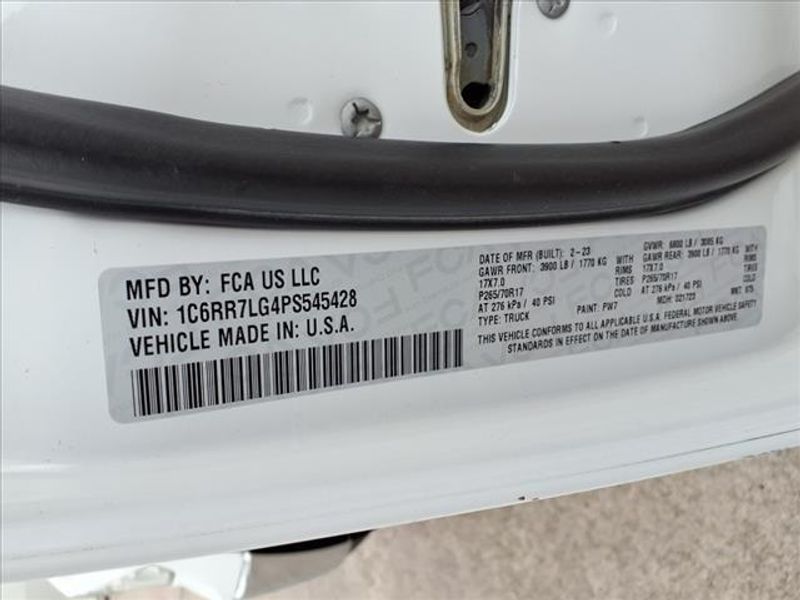 MFD BY: FCA US LLC
VIN: 1C6RR7LG4PS545428
VEHICLE MADE IN: U.S.A.
DATE OF MFR (BUILT): 2-23
GVWR: 6800 LB / 3085 KG
GAWR FRONT: 3900 LB / 1770 KG WITH
GAWR REAR: 3900 LB / 1770 KG WITH
17X7.0 RIMS
17X7.0 RIMS
P265/70R17 TIRES
P265/70R17 TIRES
AT 276 kPa / 40 PSI COLD
AT 276 kPa / 40 PSI COLD
TYPE: TRUCK
PAINT: PW7
MDH: 021723
THIS VEHICLE CONFORMS TO ALL APPLICABLE U.S.A. FEDERAL MOTOR VEHICLE SAFETY
STANDARDS IN EFFECT ON THE DATE OF MANUFACTURE SHOWN ABOVE.